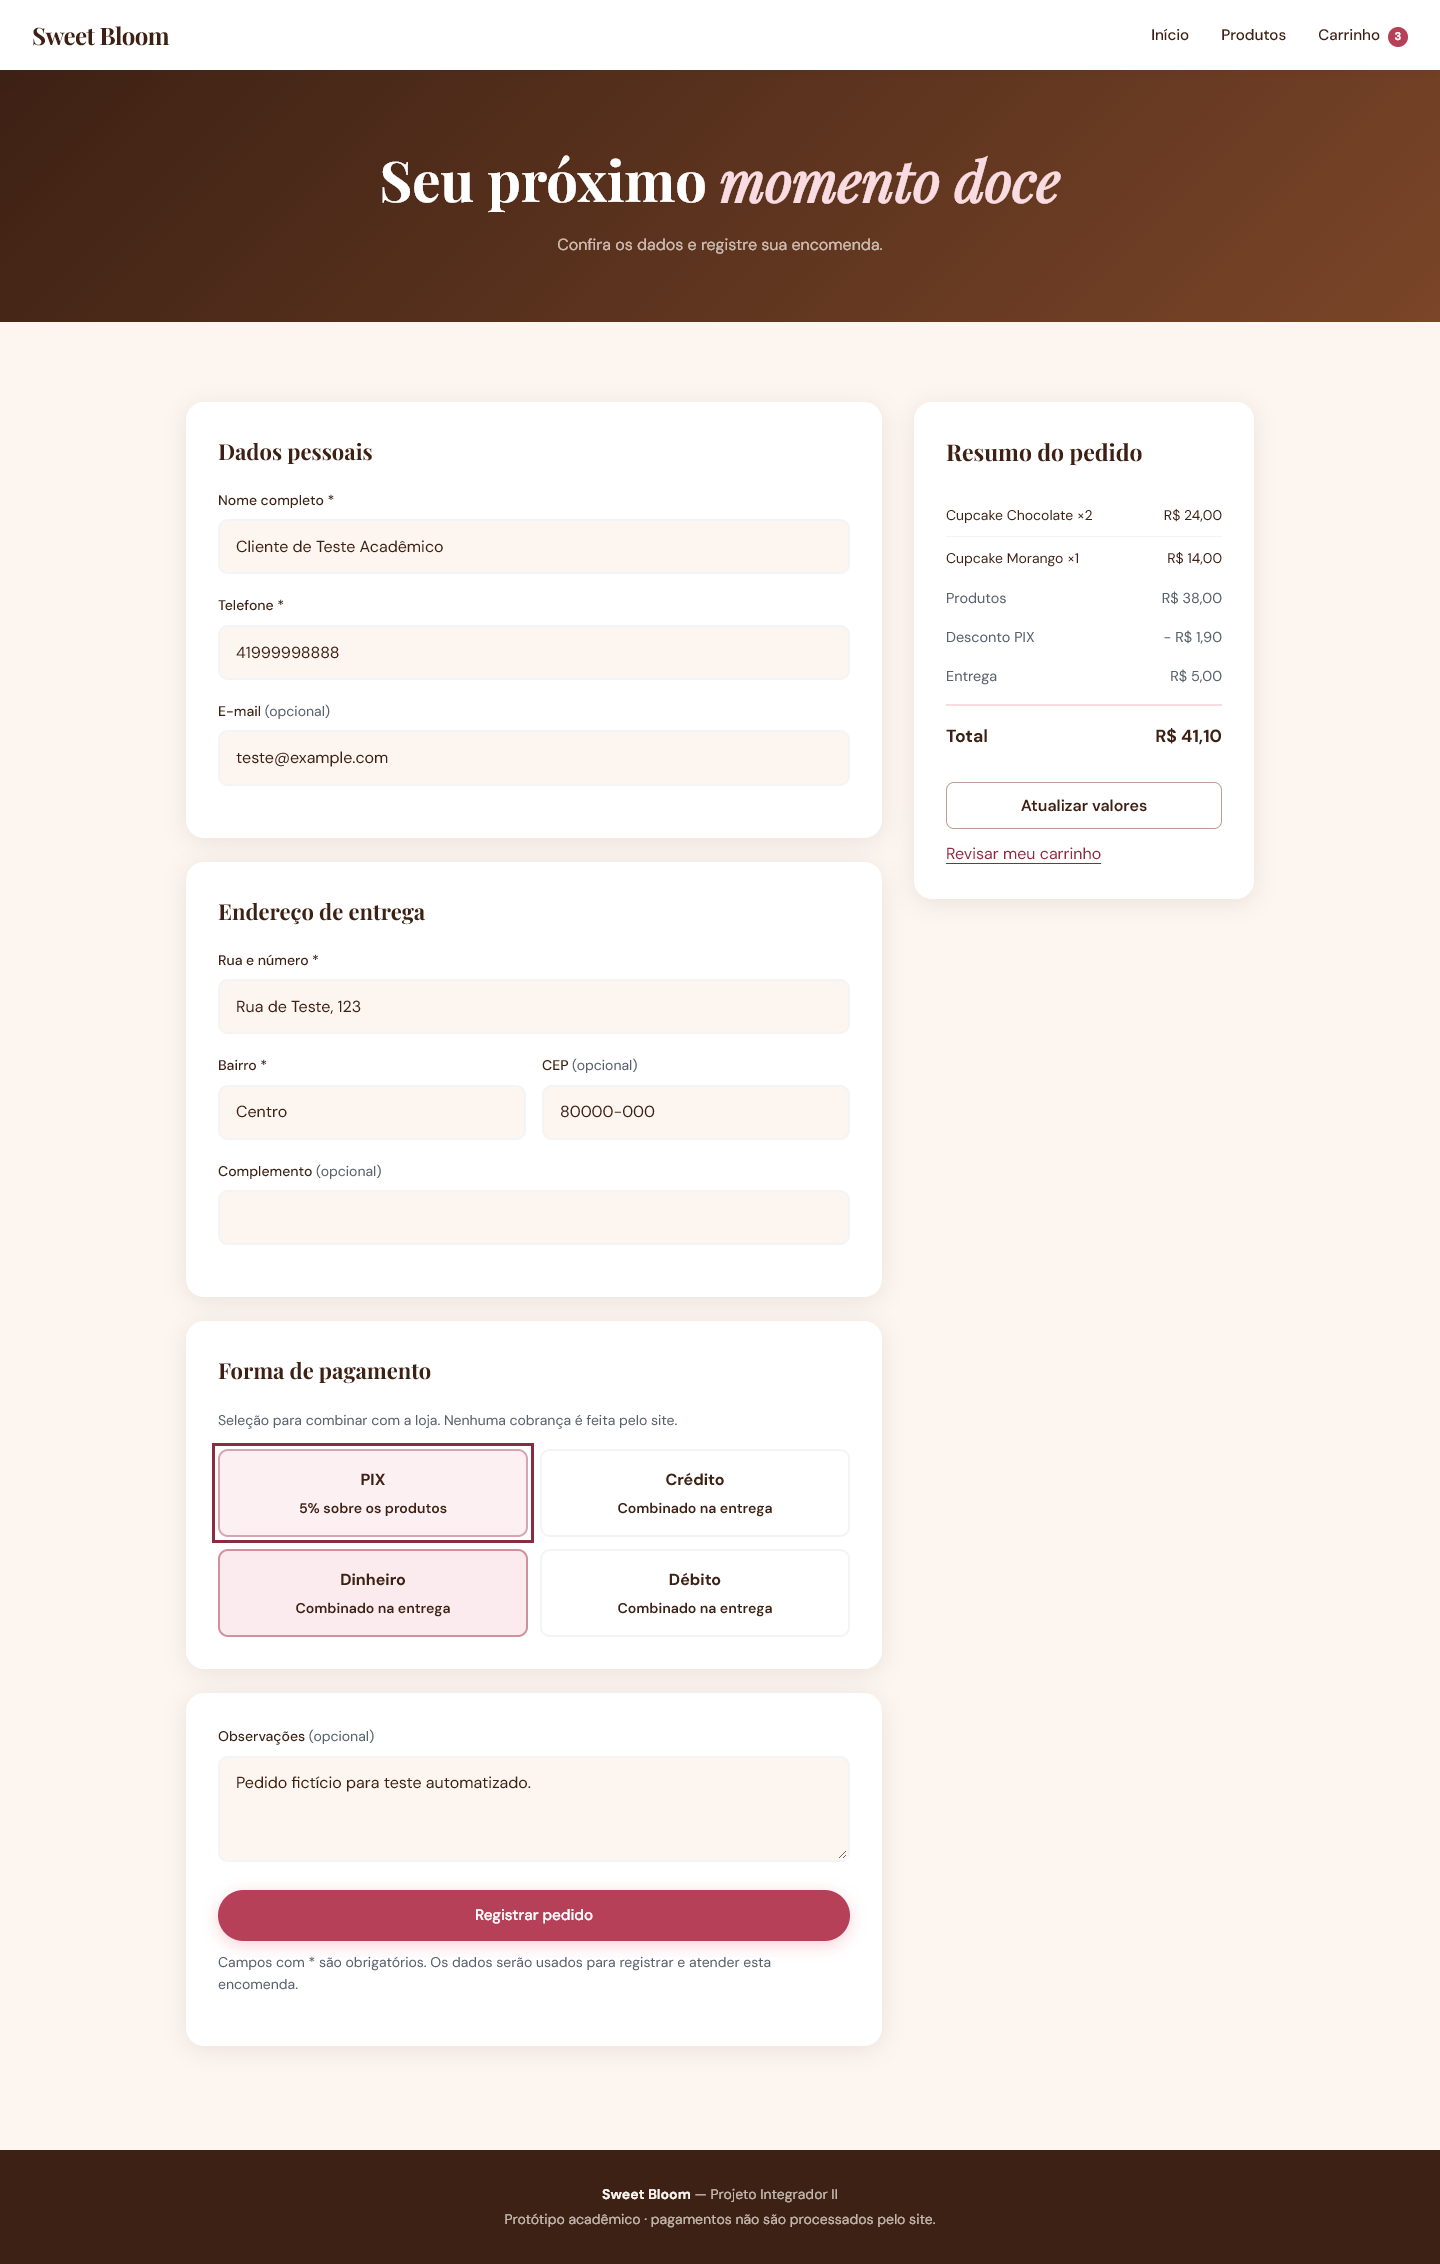 Sweet Bloom
Início Produtos Carrinho 3
Seu próximo momento doce
Confira os dados e registre sua encomenda.
Dados pessoais
Nome completo *
Cliente de Teste Acadêmico
Telefone *
41999998888
E-mail (opcional)
teste@example.com
Endereço de entrega
Rua e número *
Rua de Teste, 123
Bairro * CEP (opcional)
Centro 80000-000
Complemento (opcional)
Forma de pagamento
Seleção para combinar com a loja. Nenhuma cobrança é feita pelo site.
PIX
5% sobre os produtos
Crédito
Combinado na entrega
Dinheiro
Combinado na entrega
Débito
Combinado na entrega
Observações (opcional)
Pedido fictício para teste automatizado.
Registrar pedido
Campos com * são obrigatórios. Os dados serão usados para registrar e atender esta
encomenda.
Resumo do pedido
Cupcake Chocolate ×2 R$ 24,00
Cupcake Morango ×1 R$ 14,00
Produtos R$ 38,00
Desconto PIX - R$ 1,90
Entrega R$ 5,00
Total R$ 41,10
Atualizar valores
Revisar meu carrinho
Sweet Bloom — Projeto Integrador II
Protótipo acadêmico · pagamentos não são processados pelo site.